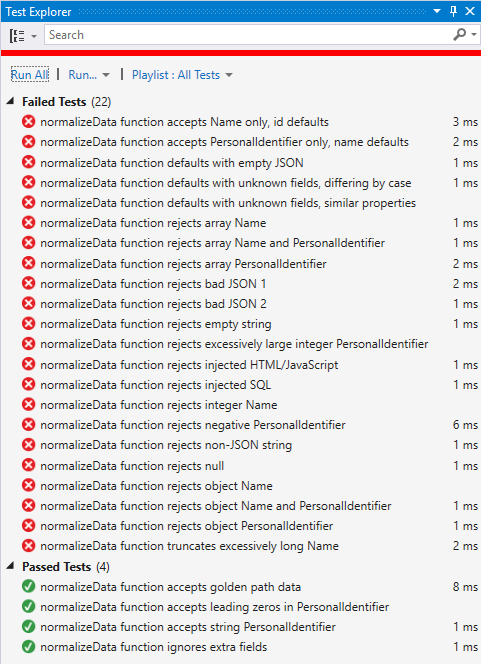 Test Explorer
Search
Run All | Run... | Playlist : All Tests
Failed Tests (22)
normalizeData function accepts Name only, id defaults 3 ms
normalizeData function accepts PersonalIdentifier only, name defaults 2 ms
normalizeData function defaults with empty JSON 1 ms
normalizeData function defaults with unknown fields, differing by case 1 ms
normalizeData function defaults with unknown fields, similar properties
normalizeData function rejects array Name 1 ms
normalizeData function rejects array Name and PersonalIdentifier 1 ms
normalizeData function rejects array PersonalIdentifier 2 ms
normalizeData function rejects bad JSON 1 2 ms
normalizeData function rejects bad JSON 2 1 ms
normalizeData function rejects empty string 1 ms
normalizeData function rejects excessively large integer PersonalIdentifier
normalizeData function rejects injected HTML/JavaScript 1 ms
normalizeData function rejects injected SQL 1 ms
normalizeData function rejects integer Name
normalizeData function rejects negative PersonalIdentifier 6 ms
normalizeData function rejects non-JSON string 1 ms
normalizeData function rejects null 1 ms
normalizeData function rejects object Name
normalizeData function rejects object Name and PersonalIdentifier 1 ms
normalizeData function rejects object PersonalIdentifier 1 ms
normalizeData function truncates excessively long Name 2 ms
Passed Tests (4)
normalizeData function accepts golden path data 8 ms
normalizeData function accepts leading zeros in PersonalIdentifier
normalizeData function accepts string PersonalIdentifier 1 ms
normalizeData function ignores extra fields 1 ms